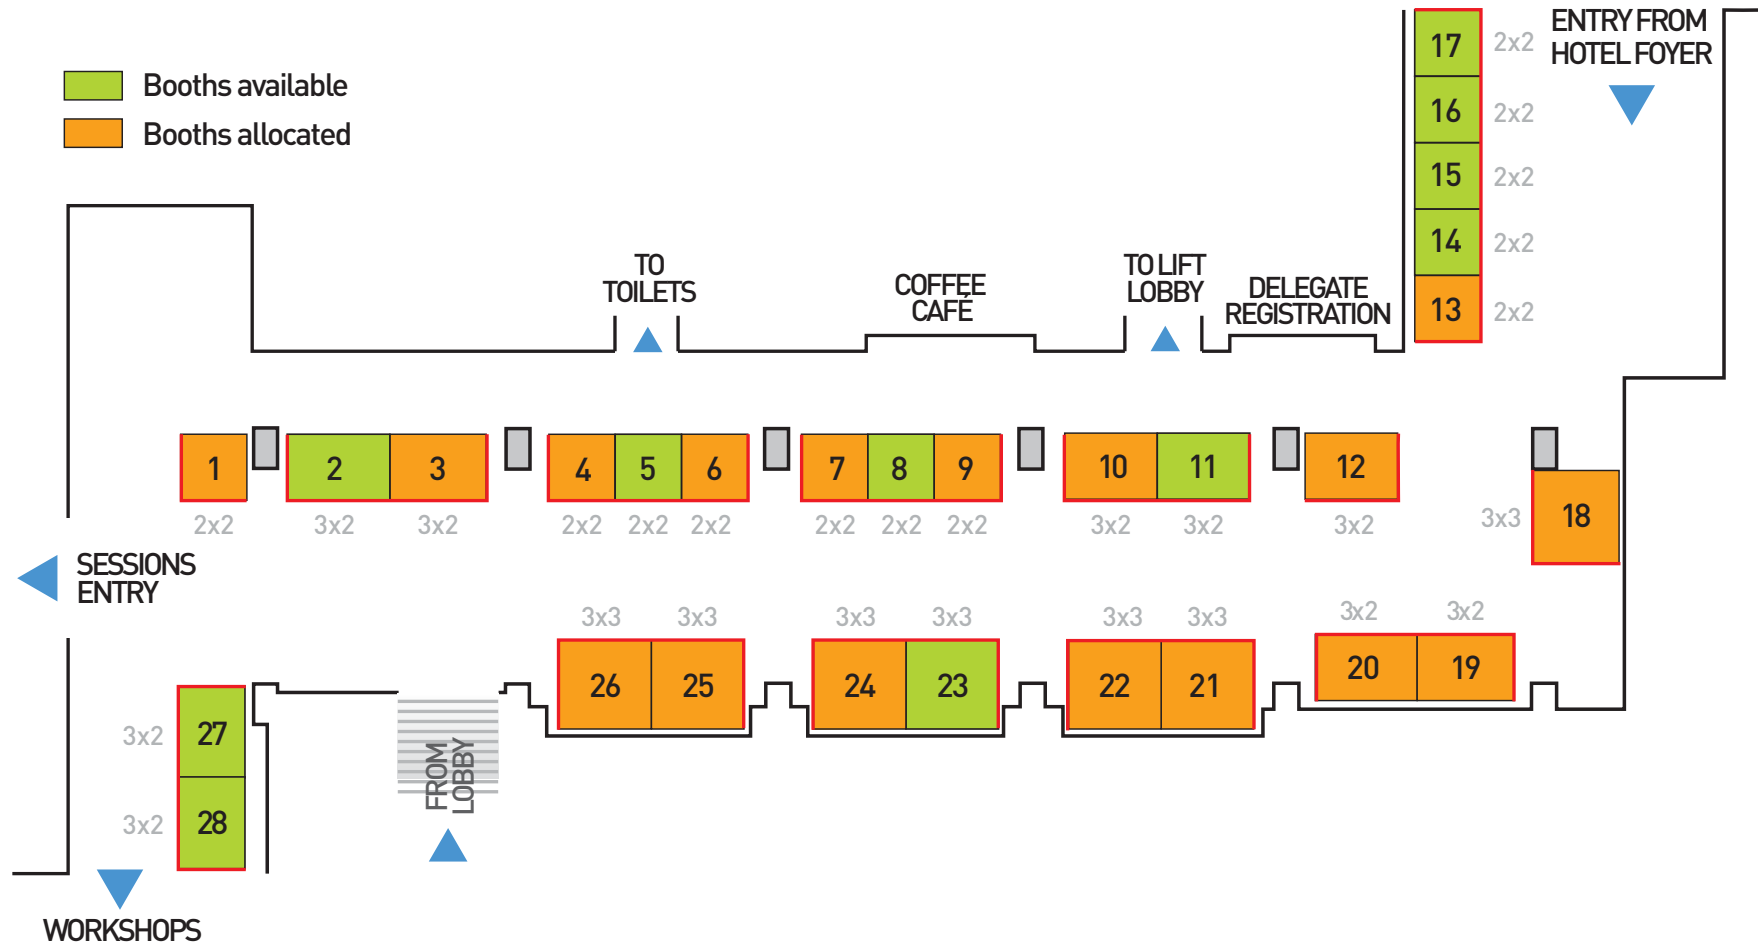 ENTRY FROM
HOTEL FOYER
Booths available
Booths allocated
17 2x2
16 2x2
15 2x2
14 2x2
13 2x2
TO
TOILETS
COFFEE
CAFÉ
TO LIFT
LOBBY
DELEGATE
REGISTRATION
1 2 3 4 5 6 7 8 9 10 11 12
2x2 3x2 3x2 2x2 2x2 2x2 2x2 2x2 2x2 3x2 3x2 3x2
3x3 18
SESSIONS
ENTRY
3x3 3x3 3x3 3x3 3x3 3x3 3x2 3x2
26 25 24 23 22 21 20 19
3x2 27
3x2 28
FROM
LOBBY
WORKSHOPS